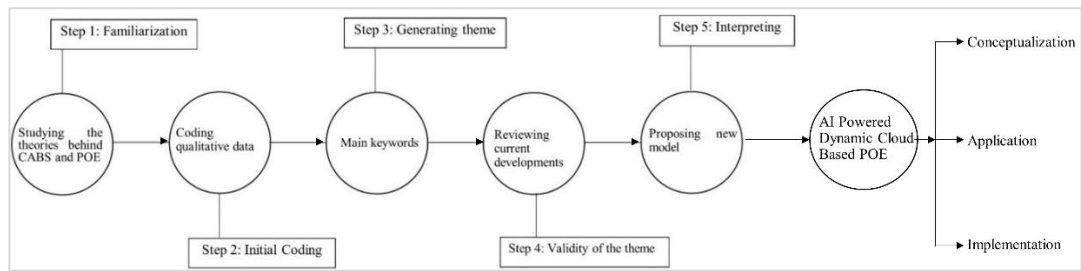 Step 1: Familiarization
Step 3: Generating theme
Step 5: Interpreting
Conceptualization
Studying the
theories behind
CABS and POE
Coding
qualitative data
Main keywords
Reviewing
current
developments
Proposing new
model
AI Powered
Dynamic Cloud
Based POE
Application
Step 2: Initial Coding
Step 4: Validity of the theme
Implementation